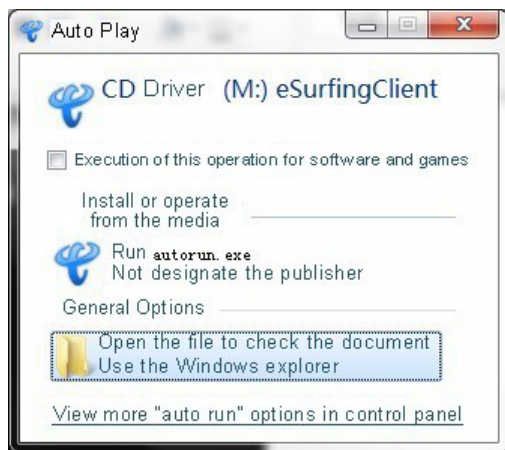 Auto Play
CD Driver (M:) eSurfingClient
Execution of this operation for software and games
Install or operate
from the media
Run autorun.exe
Not designate the publisher
General Options
Open the file to check the document
Use the Windows explorer
View more "auto run" options in control panel